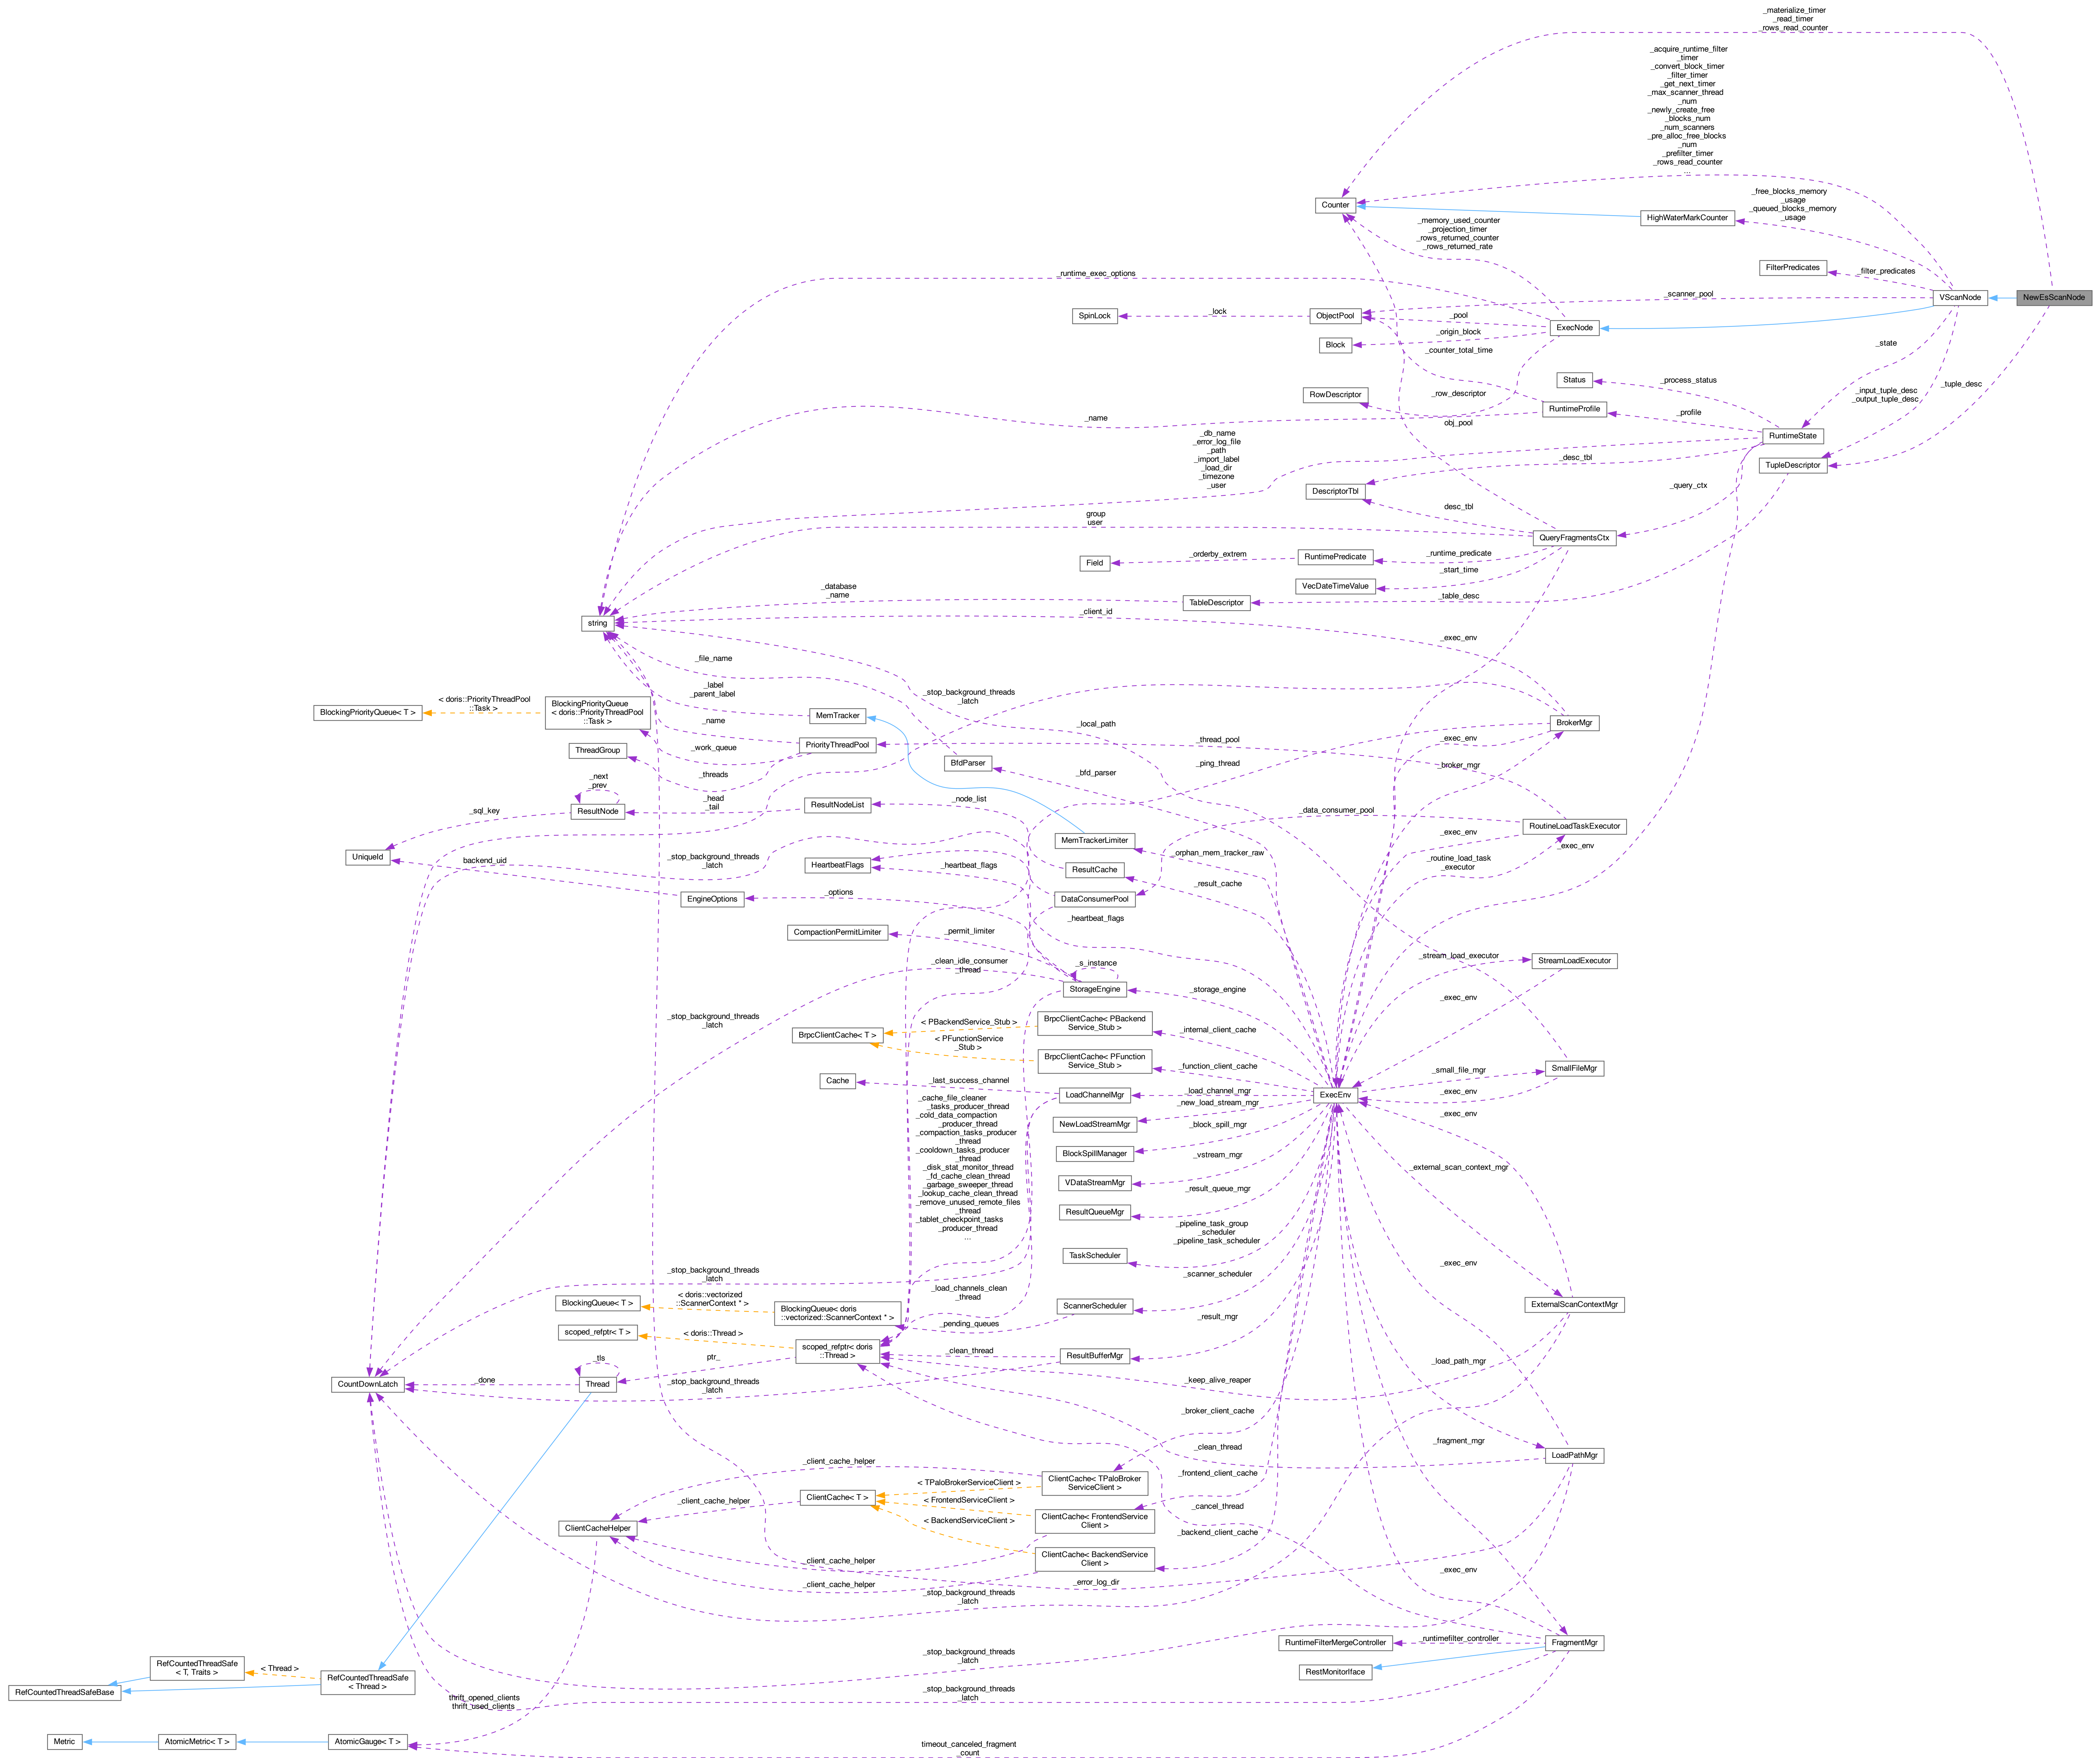 _materialize_timer
_read_timer
_rows_read_counter
_acquire_runtime_filter
_timer
_convert_block_timer
_filter_timer
_get_next_timer
_max_scanner_thread
_num
_newly_create_free
_blocks_num
_num_scanners
_pre_alloc_free_blocks
_num
_prefilter_timer
_rows_read_counter
...
_free_blocks_memory
_usage
_queued_blocks_memory
_usage
Counter
HighWaterMarkCounter
_memory_used_counter
_projection_timer
_rows_returned_counter
_rows_returned_rate
_runtime_exec_options
FilterPredicates
_filter_predicates
_scanner_pool
VScanNode
NewEsScanNode
SpinLock
_lock
ObjectPool
_pool
ExecNode
_origin_block
Block
_state
_counter_total_time
Status
_process_status
_input_tuple_desc
_output_tuple_desc
_tuple_desc
RowDescriptor
_row_descriptor
RuntimeProfile
_profile
_name
obj_pool
RuntimeState
_db_name
_error_log_file
_path
_import_label
_load_dir
_timezone
_user
_desc_tbl
TupleDescriptor
DescriptorTbl
_query_ctx
desc_tbl
group
user
QueryFragmentsCtx
Field
_orderby_extrem
RuntimePredicate
_runtime_predicate
_start_time
VecDateTimeValue
_database
_name
TableDescriptor
_table_desc
string
_client_id
_exec_env
_file_name
_label
_parent_label
_stop_background_threads
_latch
BlockingPriorityQueue< T >
< doris::PriorityThreadPool
::Task >
BlockingPriorityQueue
< doris::PriorityThreadPool
::Task >
MemTracker
_local_path
BrokerMgr
_name
ThreadGroup
_work_queue
PriorityThreadPool
_thread_pool
_exec_env
BfdParser
_bfd_parser
_ping_thread
_broker_mgr
_threads
_next
_prev
ResultNode
_head
_tail
ResultNodeList
_node_list
_data_consumer_pool
RoutineLoadTaskExecutor
_sql_key
MemTrackerLimiter
_exec_env
_exec_env
UniqueId
backend_uid
_stop_background_threads
_latch
HeartbeatFlags
_heartbeat_flags
_orphan_mem_tracker_raw
ResultCache
_routine_load_task
_executor
_result_cache
EngineOptions
_options
DataConsumerPool
_heartbeat_flags
CompactionPermitLimiter
_permit_limiter
_clean_idle_consumer
_thread
_s_instance
StorageEngine
_storage_engine
_stream_load_executor
StreamLoadExecutor
_exec_env
_stop_background_threads
_latch
BrpcClientCache< T >
< PBackendService_Stub >
BrpcClientCache< PBackend
Service_Stub >
_internal_client_cache
< PFunctionService
_Stub >
BrpcClientCache< PFunction
Service_Stub >
_function_client_cache
_small_file_mgr
SmallFileMgr
Cache
_last_success_channel
LoadChannelMgr
_load_channel_mgr
ExecEnv
_exec_env
_new_load_stream_mgr
_exec_env
NewLoadStreamMgr
_cache_file_cleaner
_tasks_producer_thread
_cold_data_compaction
_producer_thread
_compaction_tasks_producer
_thread
_cooldown_tasks_producer
_thread
_disk_stat_monitor_thread
_fd_cache_clean_thread
_garbage_sweeper_thread
_lookup_cache_clean_thread
_remove_unused_remote_files
_thread
_tablet_checkpoint_tasks
_producer_thread
...
_block_spill_mgr
BlockSpillManager
_vstream_mgr
VDataStreamMgr
_external_scan_context_mgr
_result_queue_mgr
ResultQueueMgr
_pipeline_task_group
_scheduler
_pipeline_task_scheduler
TaskScheduler
_exec_env
_stop_background_threads
_latch
_scanner_scheduler
_load_channels_clean
_thread
BlockingQueue< T >
< doris::vectorized
::ScannerContext * >
BlockingQueue< doris
::vectorized::ScannerContext * >
_pending_queues
ScannerScheduler
ExternalScanContextMgr
_result_mgr
scoped_refptr< T >
< doris::Thread >
scoped_refptr< doris
::Thread >
_clean_thread
ResultBufferMgr
_tls
ptr_
_load_path_mgr
CountDownLatch
_done
Thread
_stop_background_threads
_latch
_keep_alive_reaper
_broker_client_cache
_clean_thread
_fragment_mgr
LoadPathMgr
_client_cache_helper
_frontend_client_cache
ClientCache< TPaloBroker
ServiceClient >
< TPaloBrokerServiceClient >
ClientCache< T >
_client_cache_helper
< FrontendServiceClient >
_cancel_thread
ClientCache< FrontendService
Client >
ClientCacheHelper
< BackendServiceClient >
_backend_client_cache
_client_cache_helper
ClientCache< BackendService
Client >
_exec_env
_client_cache_helper
_error_log_dir
_stop_background_threads
_latch
RuntimeFilterMergeController
_runtimefilter_controller
FragmentMgr
_stop_background_threads
_latch
RestMonitorIface
RefCountedThreadSafe
< T, Traits >
< Thread >
RefCountedThreadSafe
< Thread >
RefCountedThreadSafeBase
thrift_opened_clients
thrift_used_clients
_stop_background_threads
_latch
Metric
AtomicMetric< T >
AtomicGauge< T >
timeout_canceled_fragment
_count